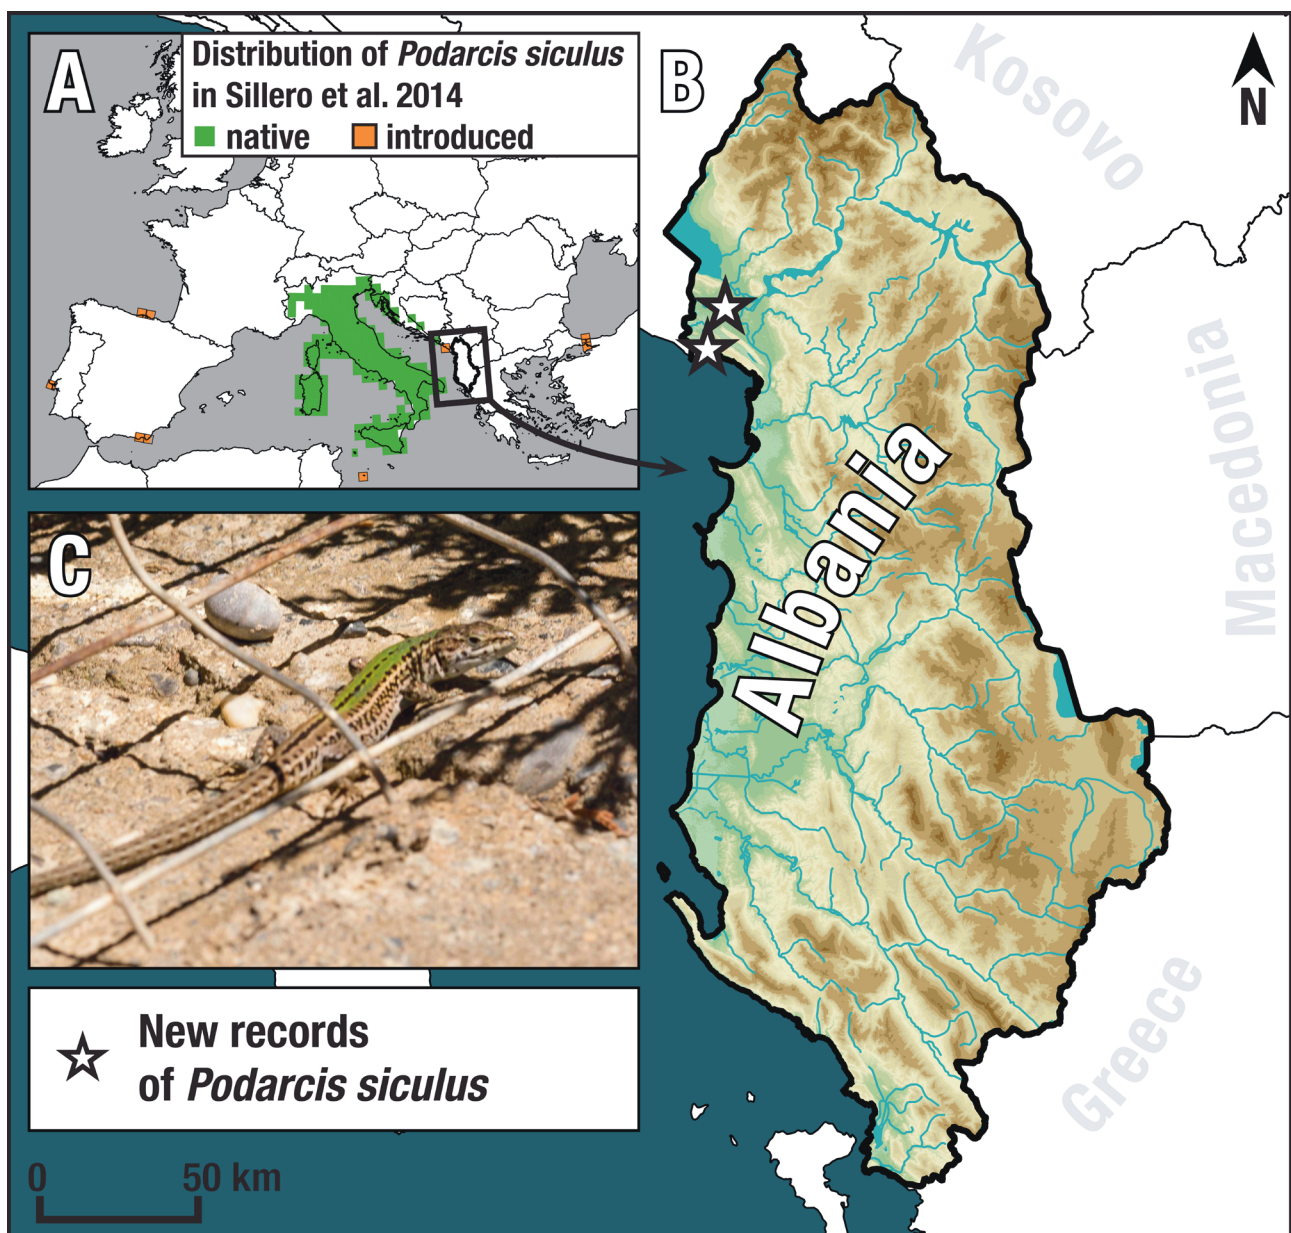 A
Distribution of Podarcis siculus
in Sillero et al. 2014
native
introduced
B
Kosovo
N
Macedonia
Albania
C
Greece
New records
of Podarcis siculus
0
50 km